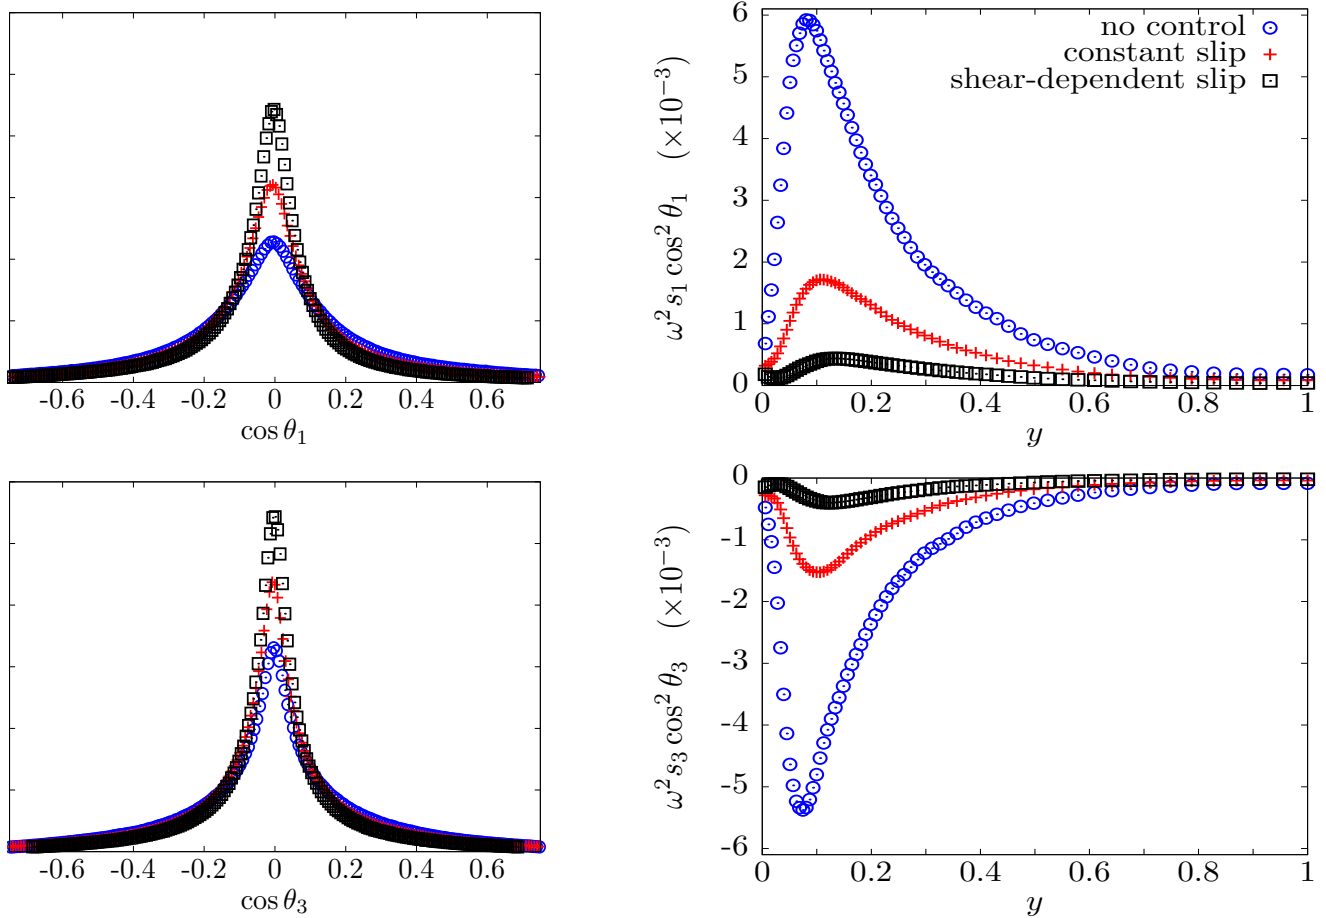 -0.6 -0.4 -0.2 0 0.2 0.4 0.6
cos θ₁
6
5
4
3
2
1
0
ω² s₁ cos² θ₁ (×10⁻³)
no control
constant slip
shear-dependent slip
0 0.2 0.4 0.6 0.8 1
y
-0.6 -0.4 -0.2 0 0.2 0.4 0.6
cos θ₃
0
-1
-2
-3
-4
-5
-6
ω² s₃ cos² θ₃ (×10⁻³)
0 0.2 0.4 0.6 0.8 1
y